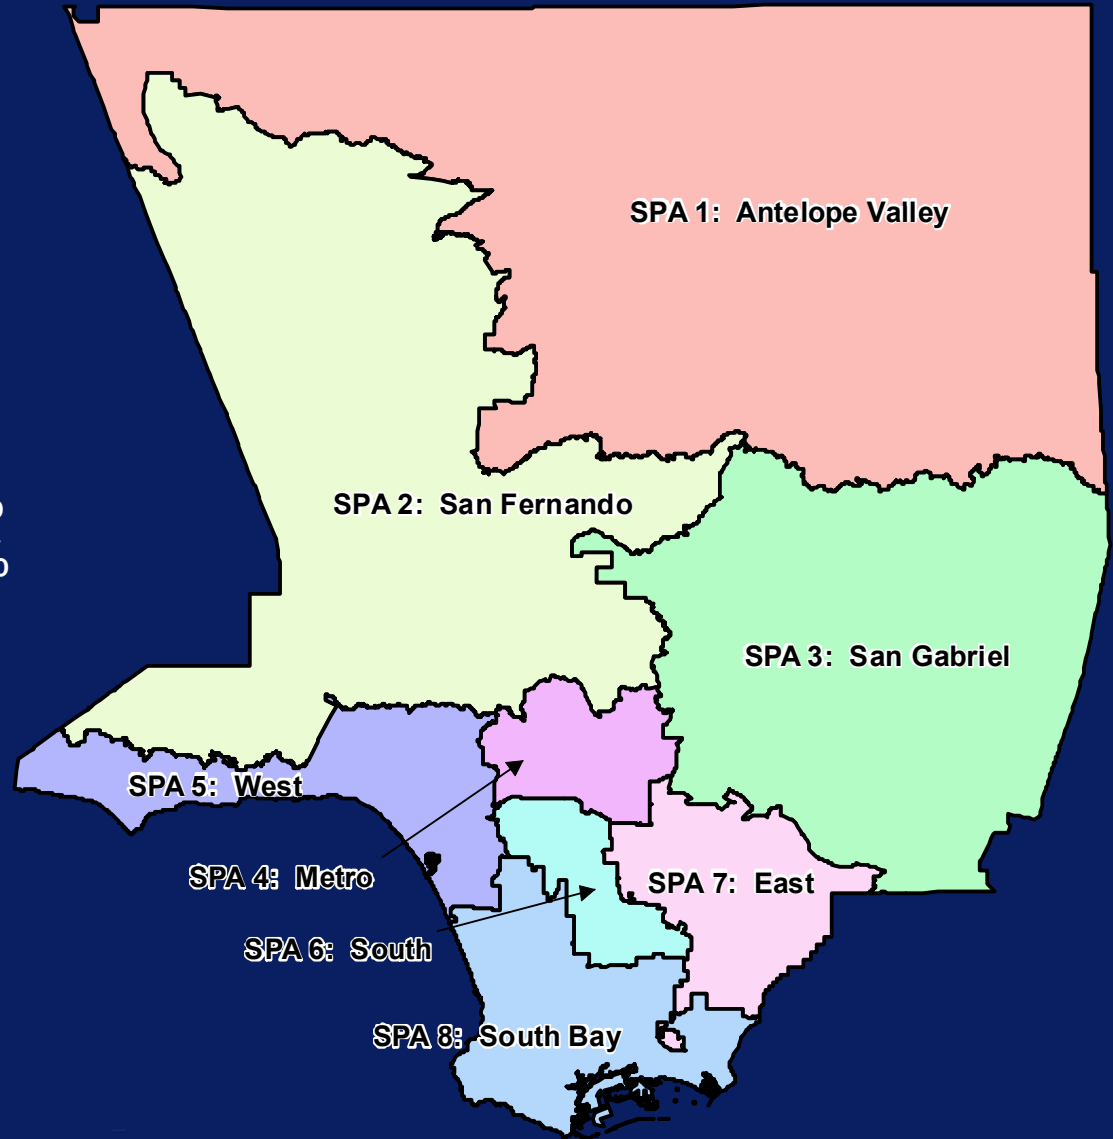 SPA 1: Antelope Valley
SPA 2: San Fernando
SPA 3: San Gabriel
SPA 5: West
SPA 4: Metro
SPA 7: East
SPA 6: South
SPA 8: South Bay